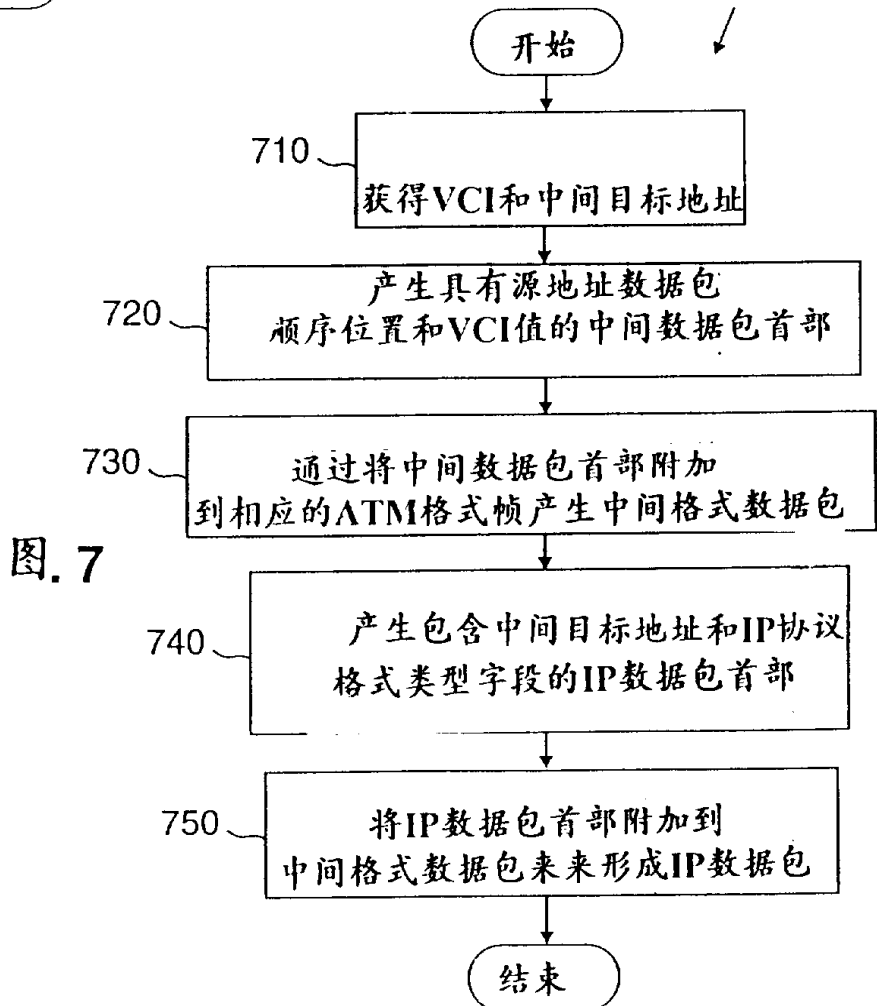 开始
710
获得VCI和中间目标地址
720
产生具有源地址数据包
顺序位置和VCI值的中间数据包首部
730
通过将中间数据包首部附加
到相应的ATM格式帧产生中间格式数据包
图. 7
740
产生包含中间目标地址和IP协议
格式类型字段的IP数据包首部
750
将IP数据包首部附加到
中间格式数据包来来形成IP数据包
结束